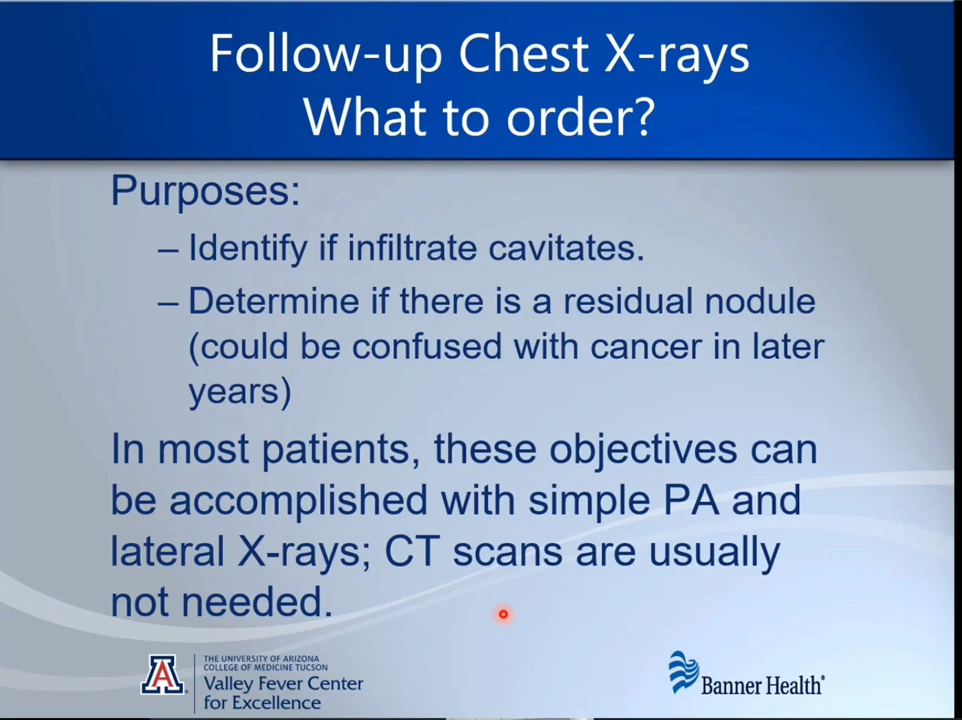 Follow-up Chest X-rays
What to order?
Purposes:
– Identify if infiltrate cavitates.
– Determine if there is a residual nodule
(could be confused with cancer in later
years)
In most patients, these objectives can
be accomplished with simple PA and
lateral X-rays; CT scans are usually
not needed.
A
THE UNIVERSITY OF ARIZONA
COLLEGE OF MEDICINE TUCSON
Valley Fever Center
for Excellence
Banner Health®